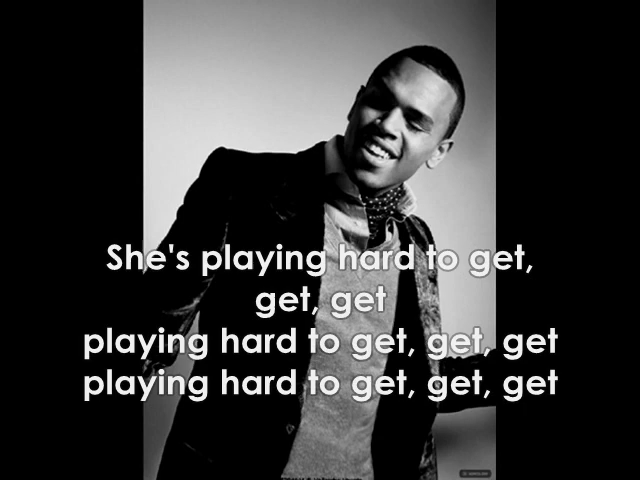 She's playing hard to get,
get, get
playing hard to get, get, get
playing hard to get, get, get